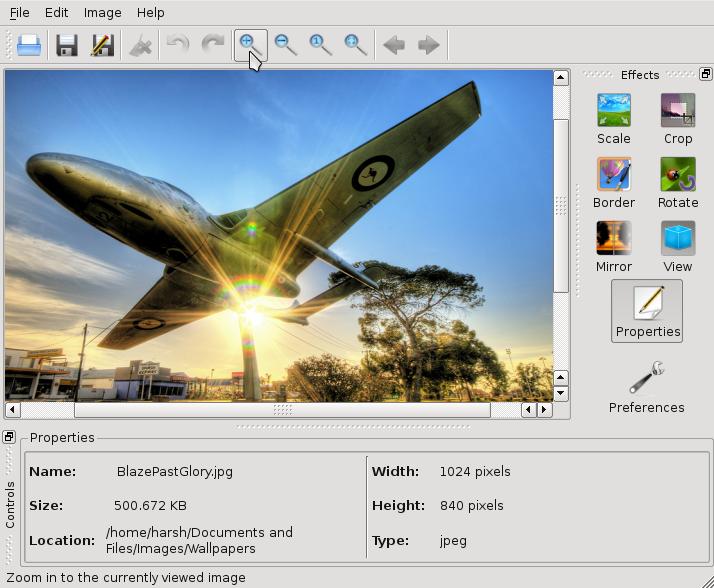 File Edit Image Help
Effects
Scale Crop
Border Rotate
Mirror View
Properties
Preferences
Properties
Controls
Name: BlazePastGlory.jpg
Width: 1024 pixels
Size: 500.672 KB
Height: 840 pixels
Location: /home/harsh/Documents and
Files/Images/Wallpapers
Type: jpeg
Zoom in to the currently viewed image